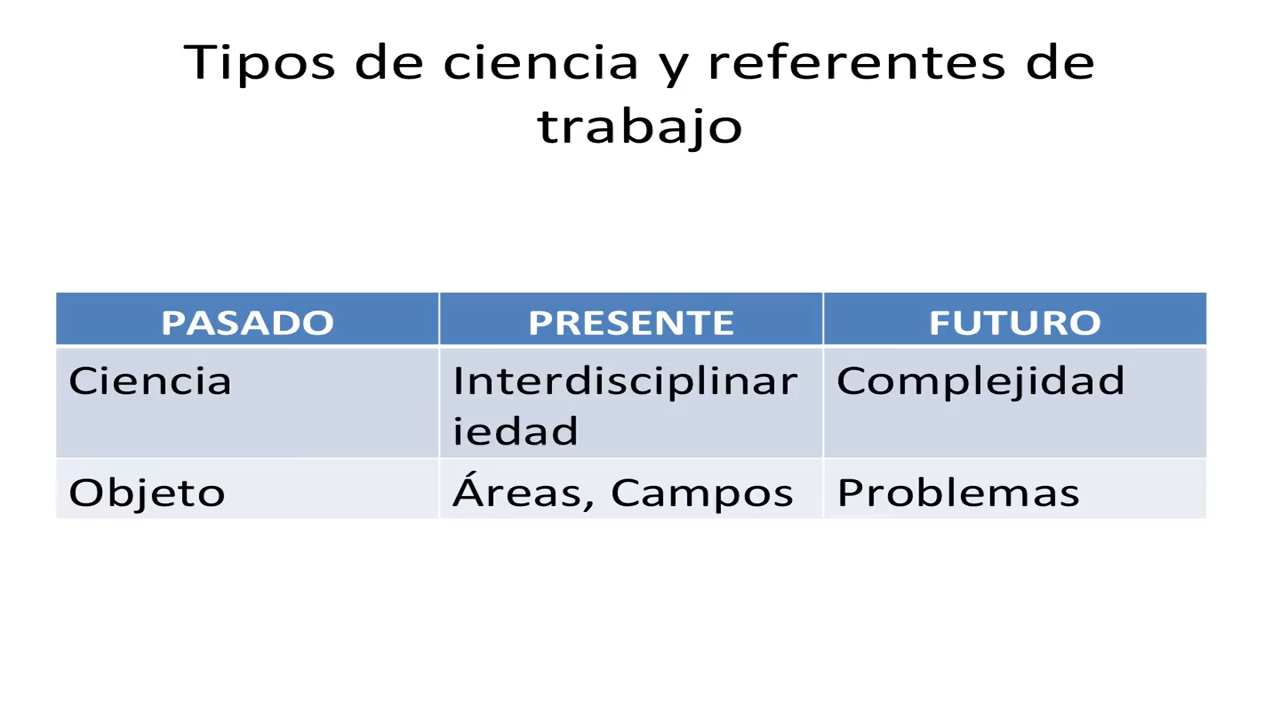 Tipos de ciencia y referentes de
trabajo
PASADO PRESENTE FUTURO
Ciencia Interdisciplinar Complejidad
iedad
Objeto Áreas, Campos Problemas